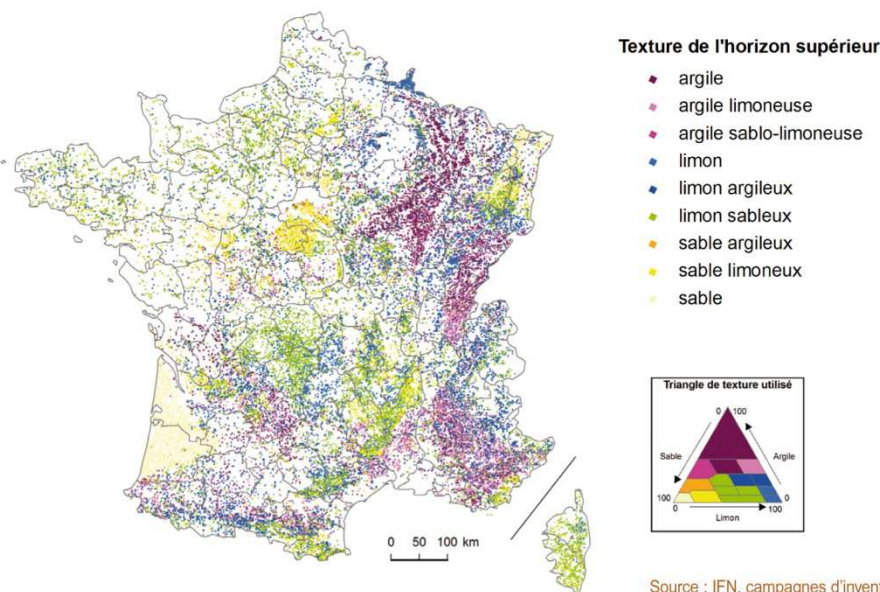 Texture de l'horizon supérieur
argile
argile limoneuse
argile sablo-limoneuse
limon
limon argileux
limon sableux
sable argileux
sable limoneux
sable
Triangle de texture utilisé
0 100
Sable
Argile
100 0
0 100
Limon
0 50 100 km
Source : IFN, campagnes d'invent